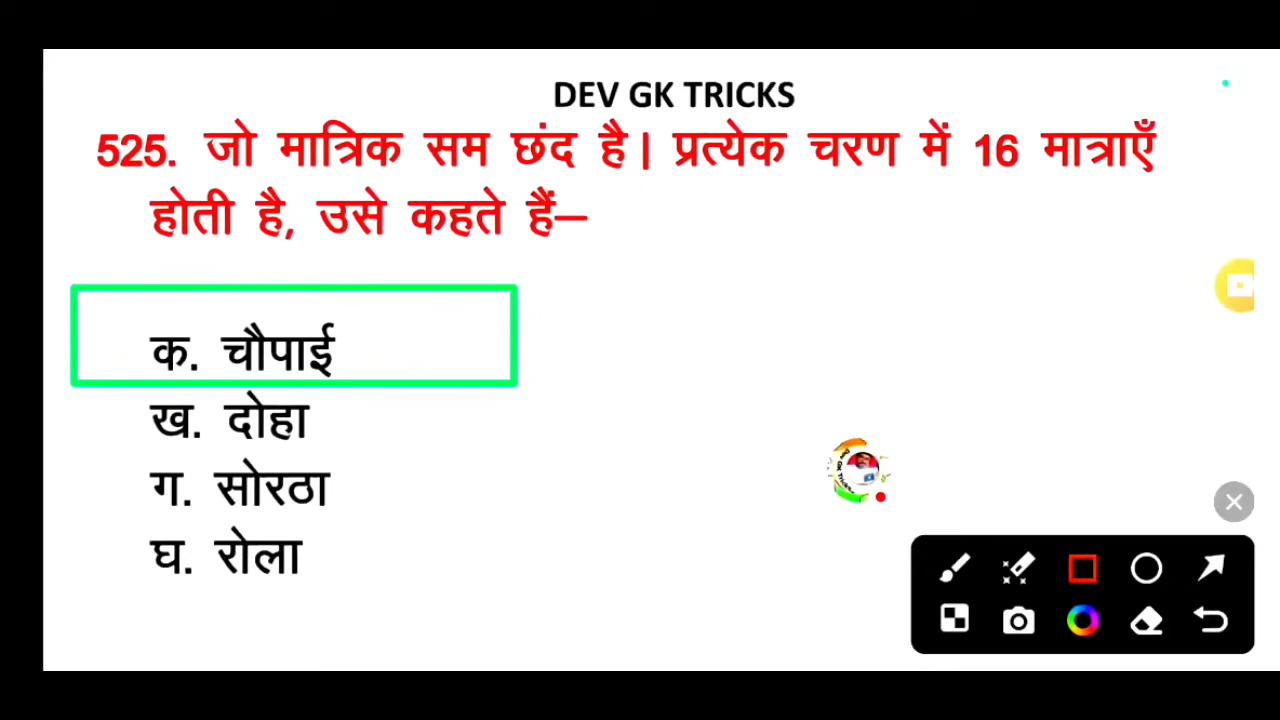 DEV GK TRICKS
525. जो मात्रिक सम छंद है| प्रत्येक चरण में 16 मात्राएँ
होती है, उसे कहते हैं–
क. चौपाई
ख. दोहा
ग. सोरठा
घ. रोला